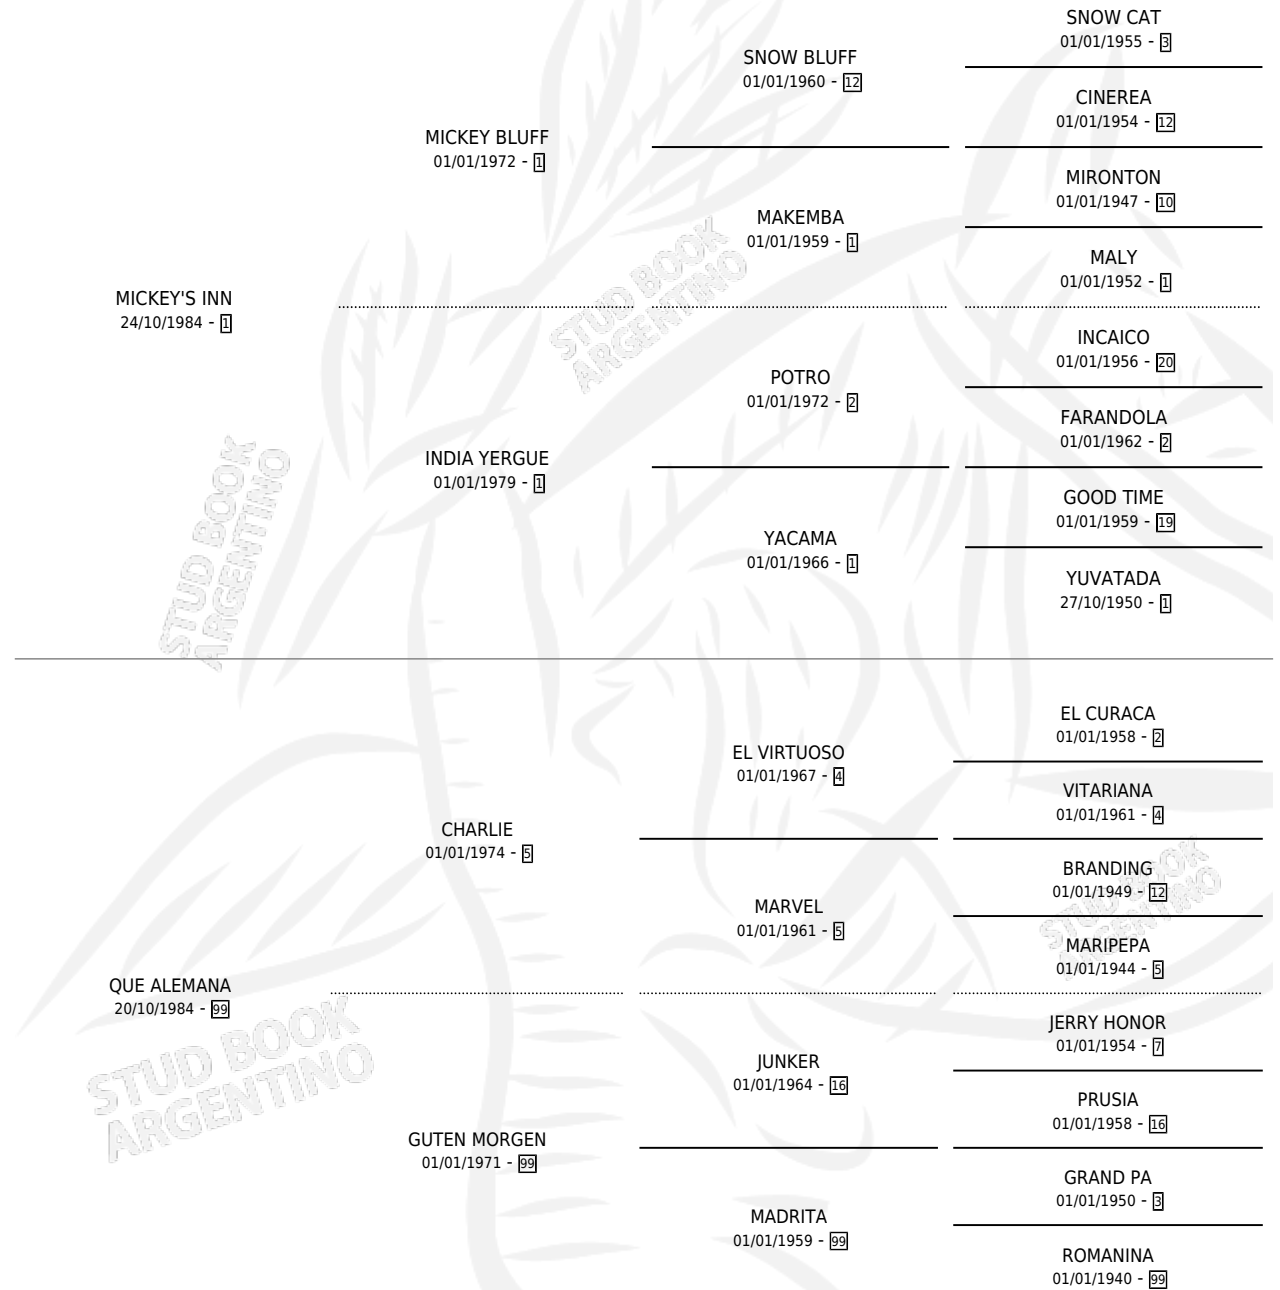 SNOW CAT
01/01/1955 - 3
SNOW BLUFF
01/01/1960 - 12
CINEREA
01/01/1954 - 12
MICKEY BLUFF
01/01/1972 - 1
MIRONTON
01/01/1947 - 10
MAKEMBA
01/01/1959 - 1
MALY
01/01/1952 - 1
MICKEY'S INN
24/10/1984 - 1
INCAICO
01/01/1956 - 20
POTRO
01/01/1972 - 2
FARANDOLA
01/01/1962 - 2
INDIA YERGUE
01/01/1979 - 1
GOOD TIME
01/01/1959 - 19
YACAMA
01/01/1966 - 1
YUVATADA
27/10/1950 - 1
EL CURACA
01/01/1958 - 2
EL VIRTUOSO
01/01/1967 - 4
VITARIANA
01/01/1961 - 4
CHARLIE
01/01/1974 - 5
BRANDING
01/01/1949 - 12
MARVEL
01/01/1961 - 5
MARIPEPA
01/01/1944 - 5
QUE ALEMANA
20/10/1984 - 99
JERRY HONOR
01/01/1954 - 7
JUNKER
01/01/1964 - 16
PRUSIA
01/01/1958 - 16
GUTEN MORGEN
01/01/1971 - 99
GRAND PA
01/01/1950 - 3
MADRITA
01/01/1959 - 99
ROMANINA
01/01/1940 - 99
STUD BOOK
ARGENTINO
STUD BOOK
ARGENTINO
STUD BOOK
ARGENTINO
STUD BOOK
ARGENTINO